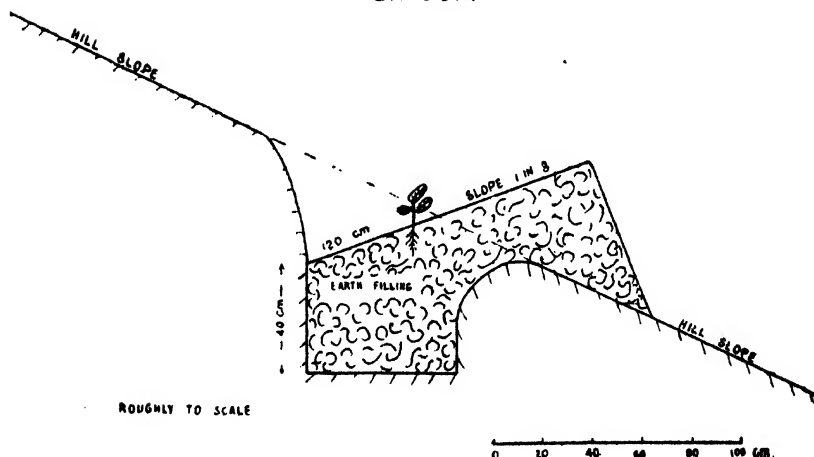 HILL SLOPE
SLOPE 1 IN 8
120 cm
EARTH FILLING
40 cm
HILL SLOPE
ROUGHLY TO SCALE
0 20 40. 60 80 100 CM.